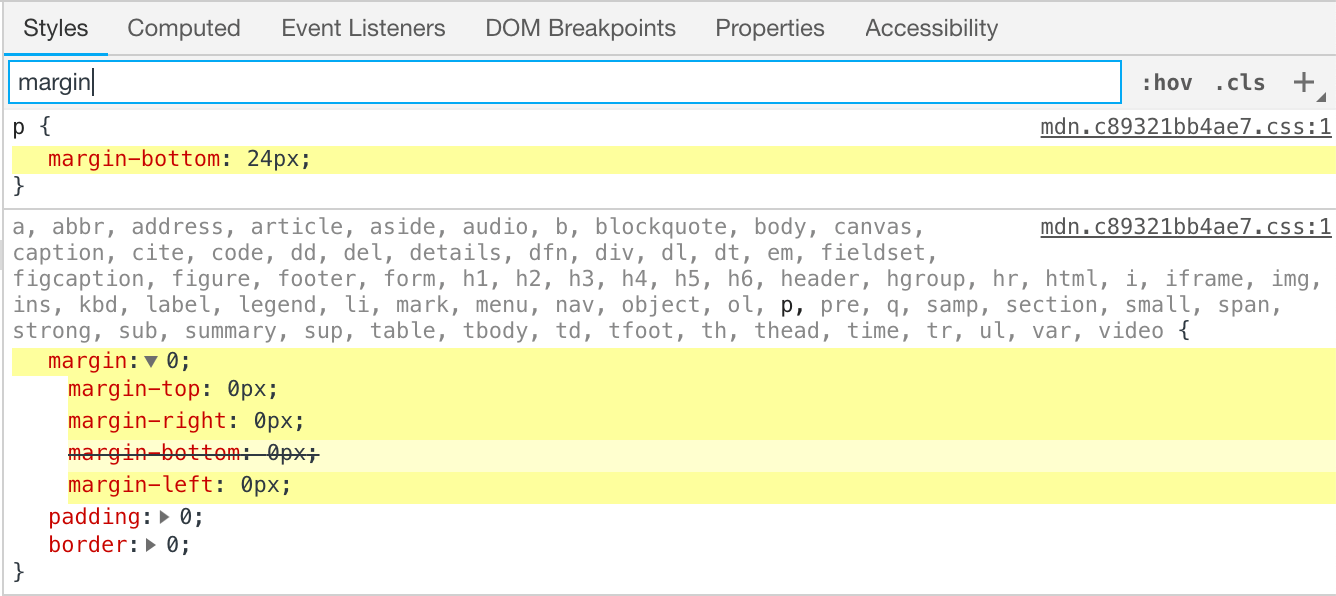 Styles Computed Event Listeners DOM Breakpoints Properties Accessibility
margin :hov .cls +
p { mdn.c89321bb4ae7.css:1
margin-bottom: 24px;
}
a, abbr, address, article, aside, audio, b, blockquote, body, canvas, mdn.c89321bb4ae7.css:1
caption, cite, code, dd, del, details, dfn, div, dl, dt, em, fieldset,
figcaption, figure, footer, form, h1, h2, h3, h4, h5, h6, header, hgroup, hr, html, i, iframe, img,
ins, kbd, label, legend, li, mark, menu, nav, object, ol, p, pre, q, samp, section, small, span,
strong, sub, summary, sup, table, tbody, td, tfoot, th, thead, time, tr, ul, var, video {
margin:▼ 0;
margin-top: 0px;
margin-right: 0px;
margin-bottom: 0px;
margin-left: 0px;
padding:▶ 0;
border:▶ 0;
}